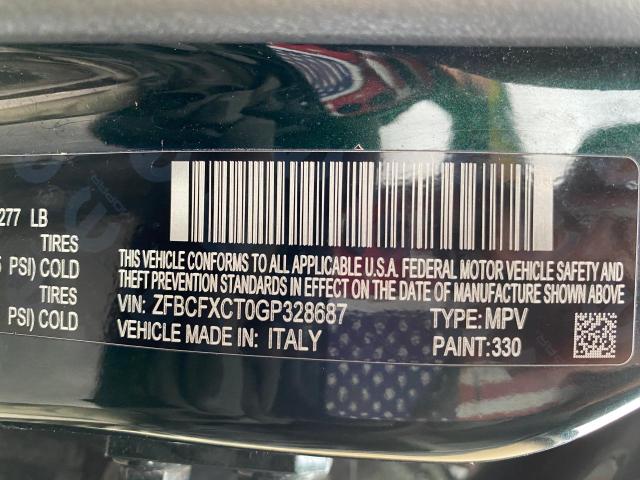 277 LB
TIRES
PSI) COLD
TIRES
PSI) COLD
THIS VEHICLE CONFORMS TO ALL APPLICABLE U.S.A. FEDERAL MOTOR VEHICLE SAFETY AND
THEFT PREVENTION STANDARDS IN EFFECT ON THE DATE OF MANUFACTURE SHOWN ABOVE
VIN: ZFBCFXCT0GP328687 TYPE: MPV
VEHICLE MADE IN: ITALY PAINT: 330